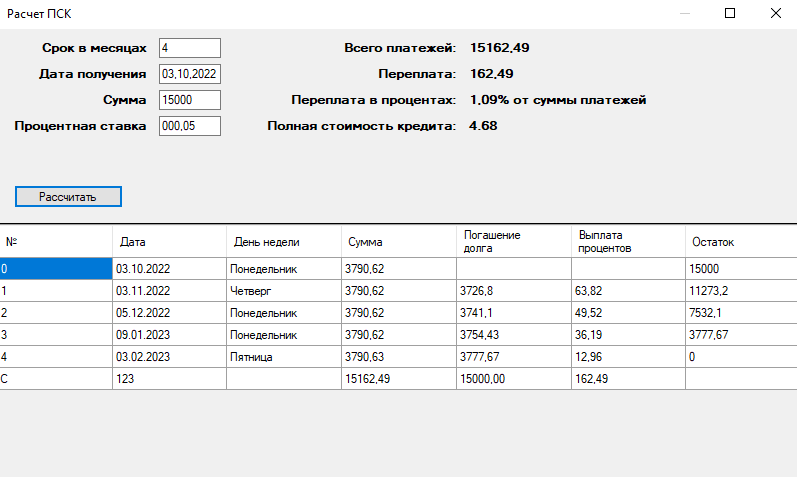 Расчет ПСК
Срок в месяцах 4 Всего платежей: 15162,49
Дата получения 03,10,2022 Переплата: 162,49
Сумма 15000 Переплата в процентах: 1,09% от суммы платежей
Процентная ставка 000,05 Полная стоимость кредита: 4.68
Рассчитать
№ Дата День недели Сумма Погашение долга Выплата процентов Остаток
0 03.10.2022 Понедельник 3790,62 15000
1 03.11.2022 Четверг 3790,62 3726,8 63,82 11273,2
2 05.12.2022 Понедельник 3790,62 3741,1 49,52 7532,1
3 09.01.2023 Понедельник 3790,62 3754,43 36,19 3777,67
4 03.02.2023 Пятница 3790,63 3777,67 12,96 0
С 123 15162,49 15000,00 162,49